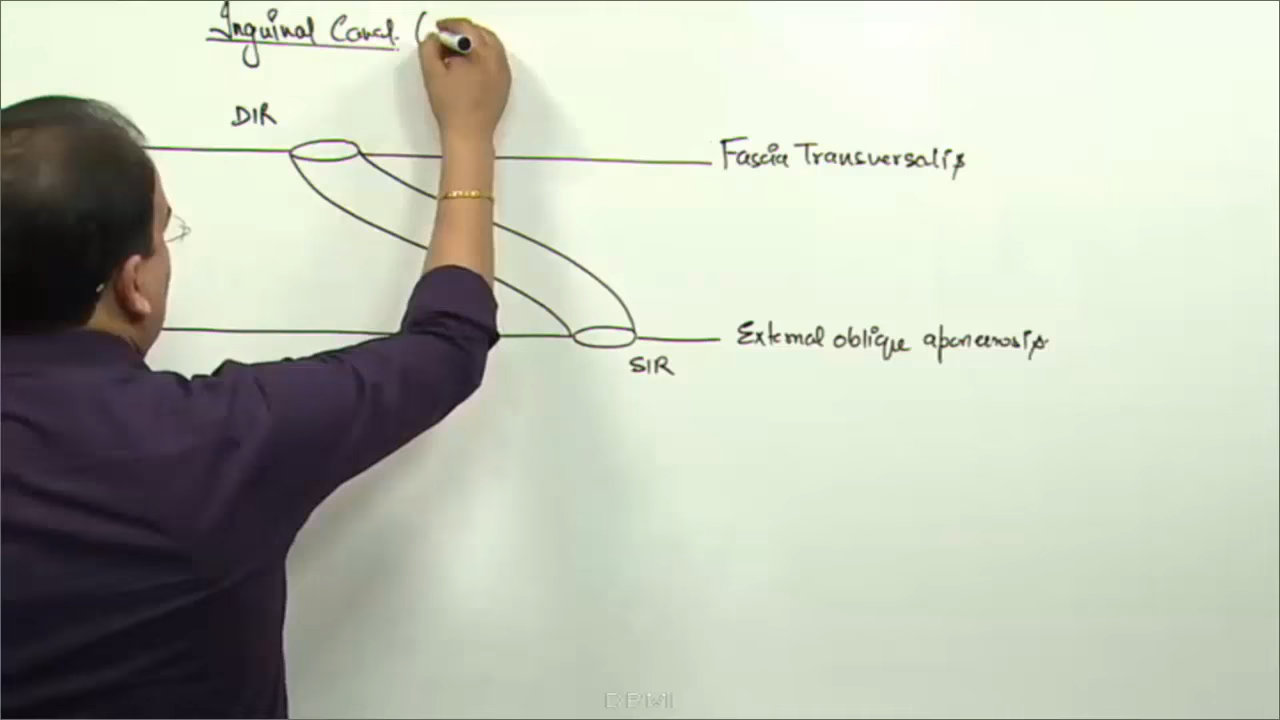 Inguinal Canal. (
DIR
Fascia Transversalis
External oblique aponeurosis
SIR